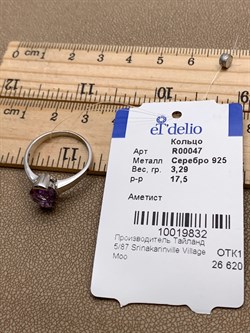 el delio
Кольцо
Арт R00047
Металл Серебро 925
Вес, гр. 3,29
р-р 17,5
Аметист
10019832
Производитель Тайланд
5/87 Srinakarinville Village
Moo
ОТК1
26 620